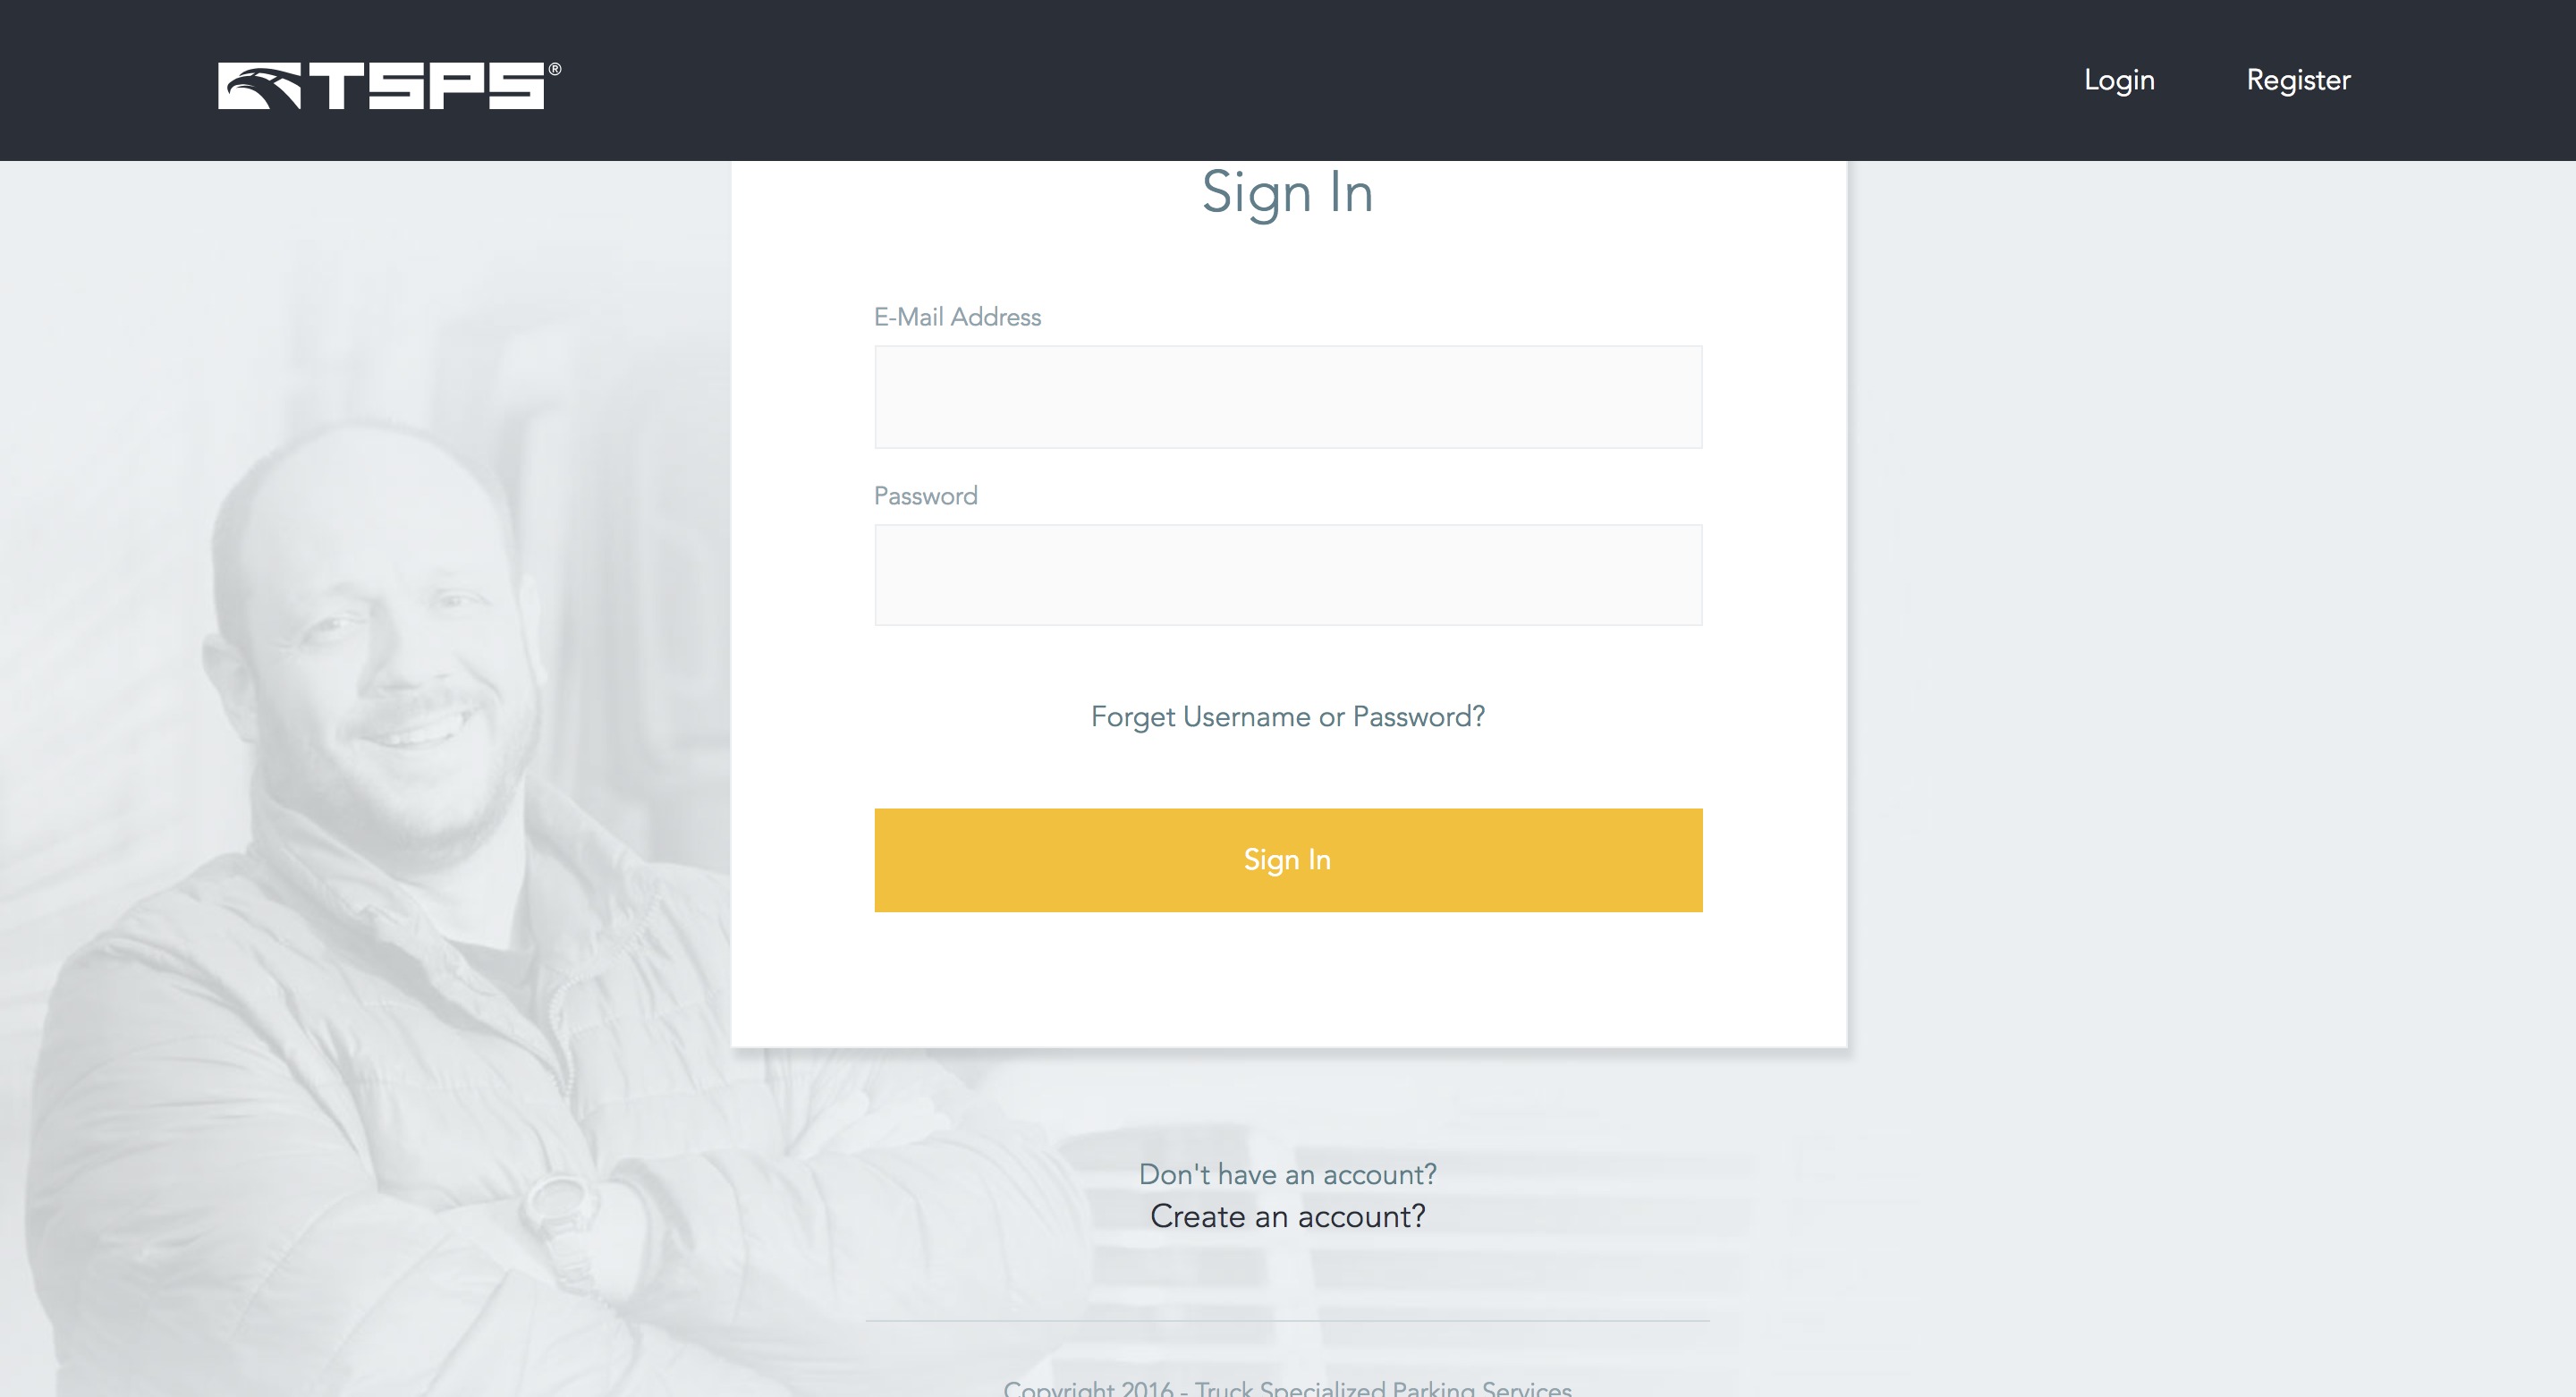 TSPS®
Login
Register
Sign In
E-Mail Address
Password
Forget Username or Password?
Sign In
Don't have an account?
Create an account?
Copyright 2016 - Truck Specialized Parking Services